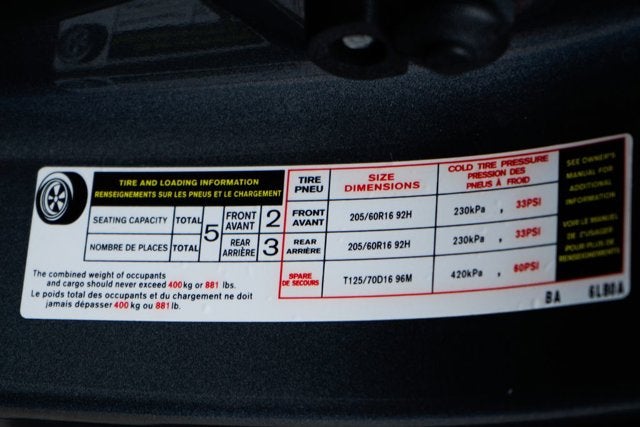 TIRE AND LOADING INFORMATION
RENSEIGNEMENTS SUR LES PNEUS ET LE CHARGEMENT
SEATING CAPACITY TOTAL 5 FRONT AVANT 2
NOMBRE DE PLACES TOTAL REAR ARRIÈRE 3
The combined weight of occupants
and cargo should never exceed 400 kg or 881 lbs.
Le poids total des occupants et du chargement ne doit
jamais dépasser 400 kg ou 881 lb.
TIRE PNEU SIZE DIMENSIONS COLD TIRE PRESSURE PRESSION DES PNEUS À FROID
FRONT AVANT 205/60R16 92H 230kPa , 33PSI
REAR ARRIÈRE 205/60R16 92H 230kPa , 33PSI
SPARE DE SECOURS T125/70D16 96M 420kPa , 60PSI
SEE OWNER'S
MANUAL FOR
ADDITIONAL
INFORMATION
VOIR LE MANUEL
DE L'USAGER
POUR PLUS DE
RENSEIGNEMENTS
BA 6LB0A